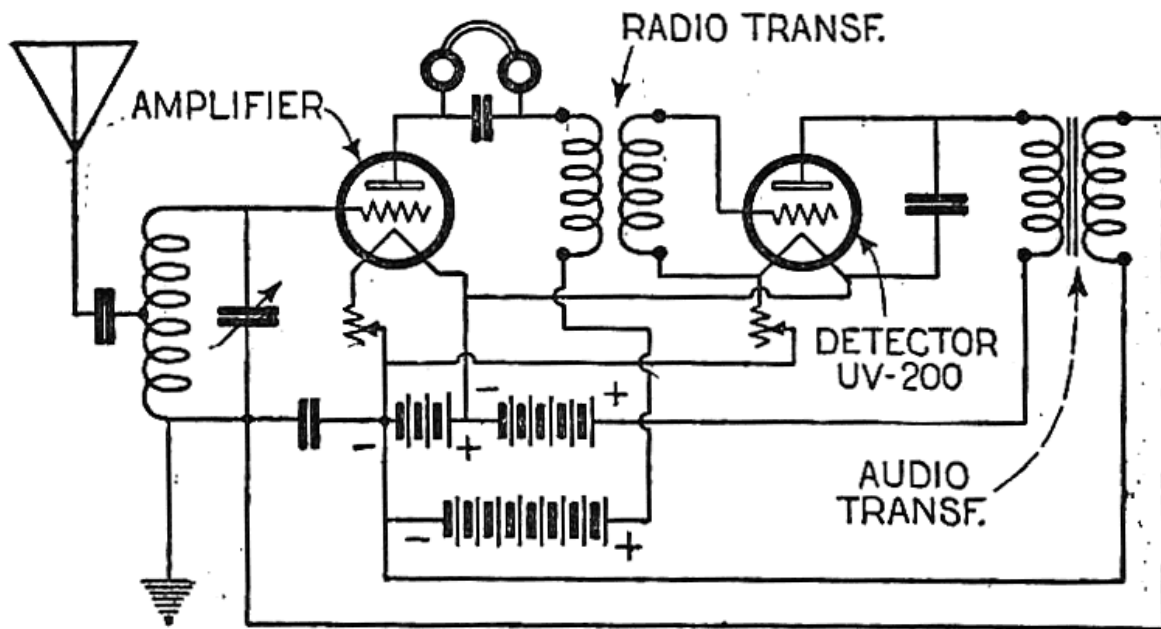 RADIO TRANSF.
AMPLIFIER
DETECTOR
UV-200
AUDIO
TRANSF.
- +
- +
- +